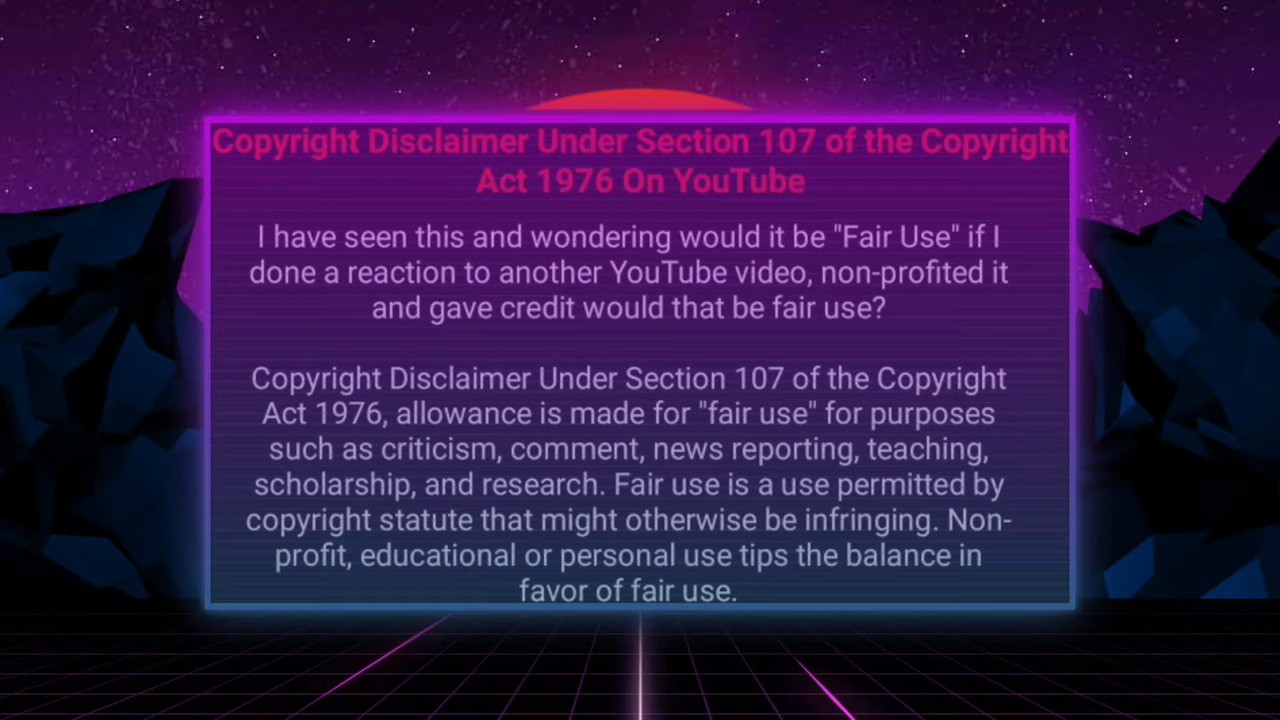 Copyright Disclaimer Under Section 107 of the Copyright
Act 1976 On YouTube
I have seen this and wondering would it be "Fair Use" if I
done a reaction to another YouTube video, non-profited it
and gave credit would that be fair use?
Copyright Disclaimer Under Section 107 of the Copyright
Act 1976, allowance is made for "fair use" for purposes
such as criticism, comment, news reporting, teaching,
scholarship, and research. Fair use is a use permitted by
copyright statute that might otherwise be infringing. Non-
profit, educational or personal use tips the balance in
favor of fair use.